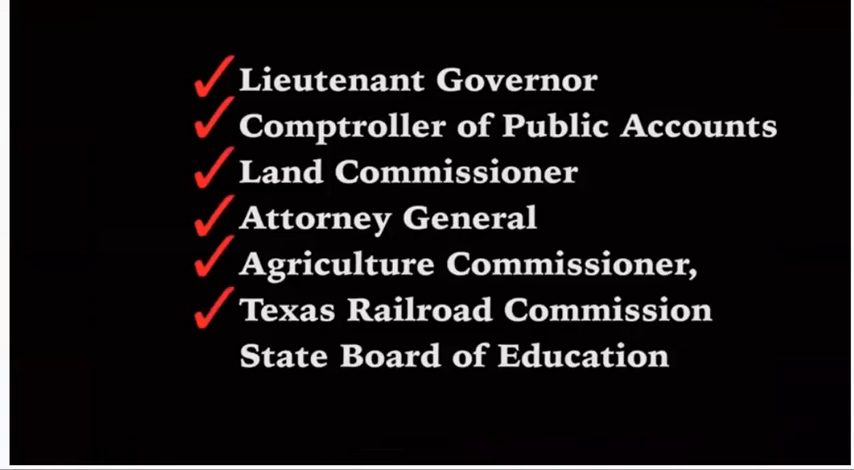 Lieutenant Governor
Comptroller of Public Accounts
Land Commissioner
Attorney General
Agriculture Commissioner,
Texas Railroad Commission
State Board of Education